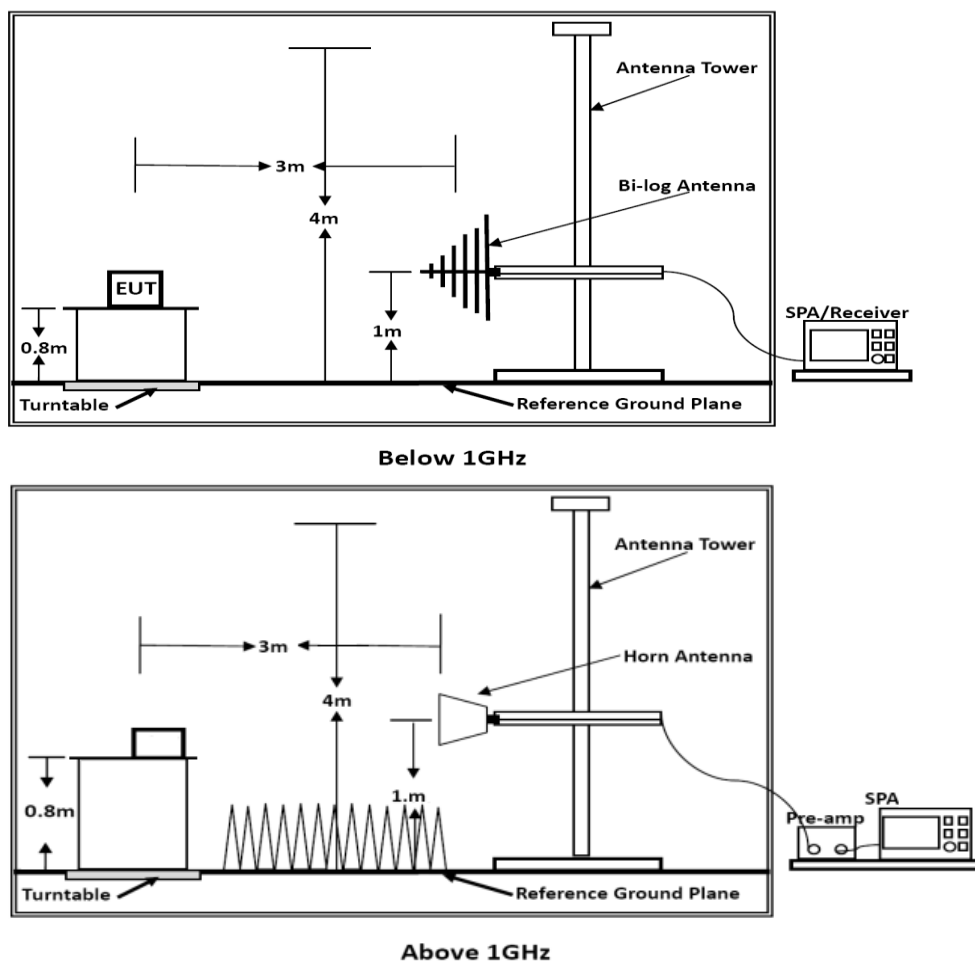 Antenna Tower
3m
Bi-log Antenna
4m
EUT
SPA/Receiver
1m
0.8m
Turntable
Reference Ground Plane
Below 1GHz
Antenna Tower
3m
Horn Antenna
4m
1.m
0.8m
SPA
Pre-amp
Turntable
Reference Ground Plane
Above 1GHz